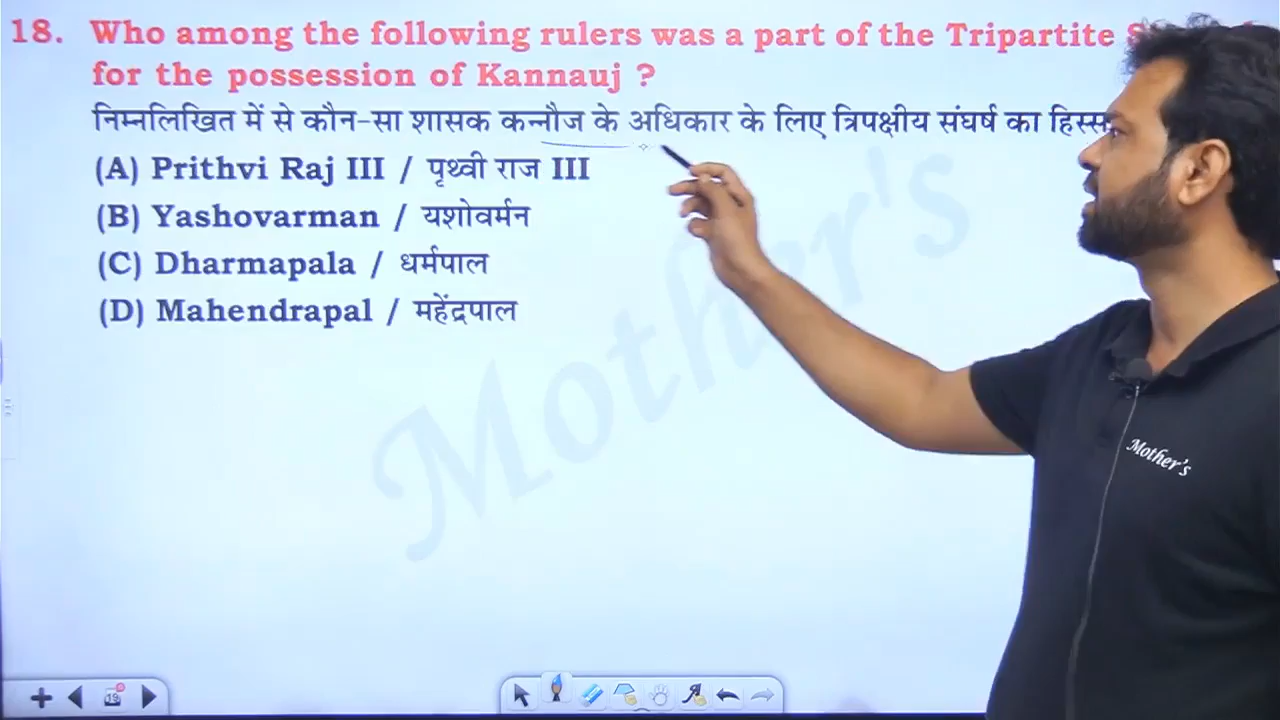 18. Who among the following rulers was a part of the Tripartite
for the possession of Kannauj ?
निम्नलिखित में से कौन-सा शासक कन्नौज के अधिकार के लिए त्रिपक्षीय संघर्ष का
(A) Prithvi Raj III / पृथ्वी राज III
(B) Yashovarman / यशोवर्मन
(C) Dharmapala / धर्मपाल
(D) Mahendrapal / महेंद्रपाल
Mother's
Mother's
19